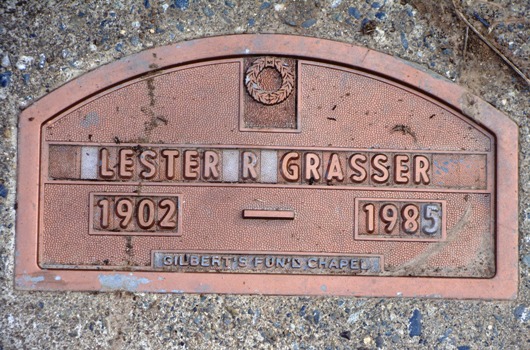 LESTER R GRASSER
1902 — 1985
GILBERT'S FUN'L CHAPEL